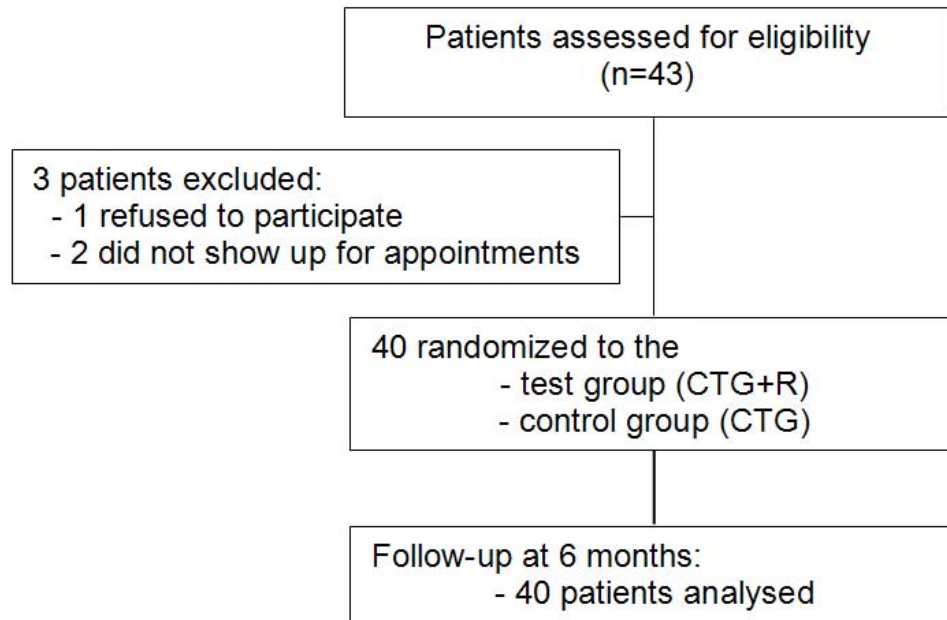 Patients assessed for eligibility
(n=43)
3 patients excluded:
- 1 refused to participate
- 2 did not show up for appointments
40 randomized to the
- test group (CTG+R)
- control group (CTG)
Follow-up at 6 months:
- 40 patients analysed